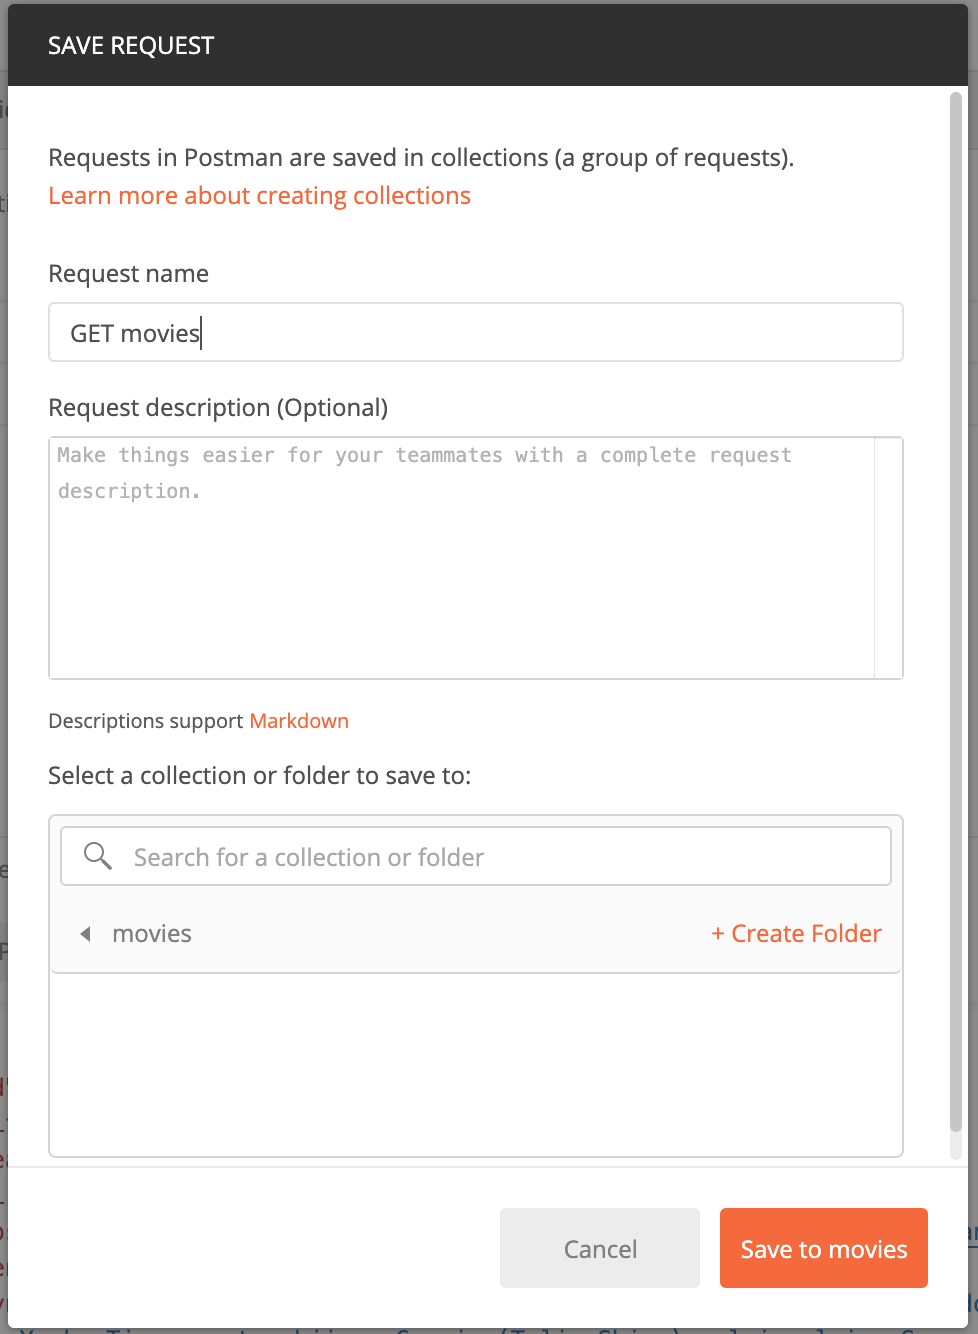 SAVE REQUEST
Requests in Postman are saved in collections (a group of requests).
Learn more about creating collections
Request name
GET movies
Request description (Optional)
Make things easier for your teammates with a complete request
description.
Descriptions support Markdown
Select a collection or folder to save to:
Search for a collection or folder
movies
+ Create Folder
Cancel
Save to movies